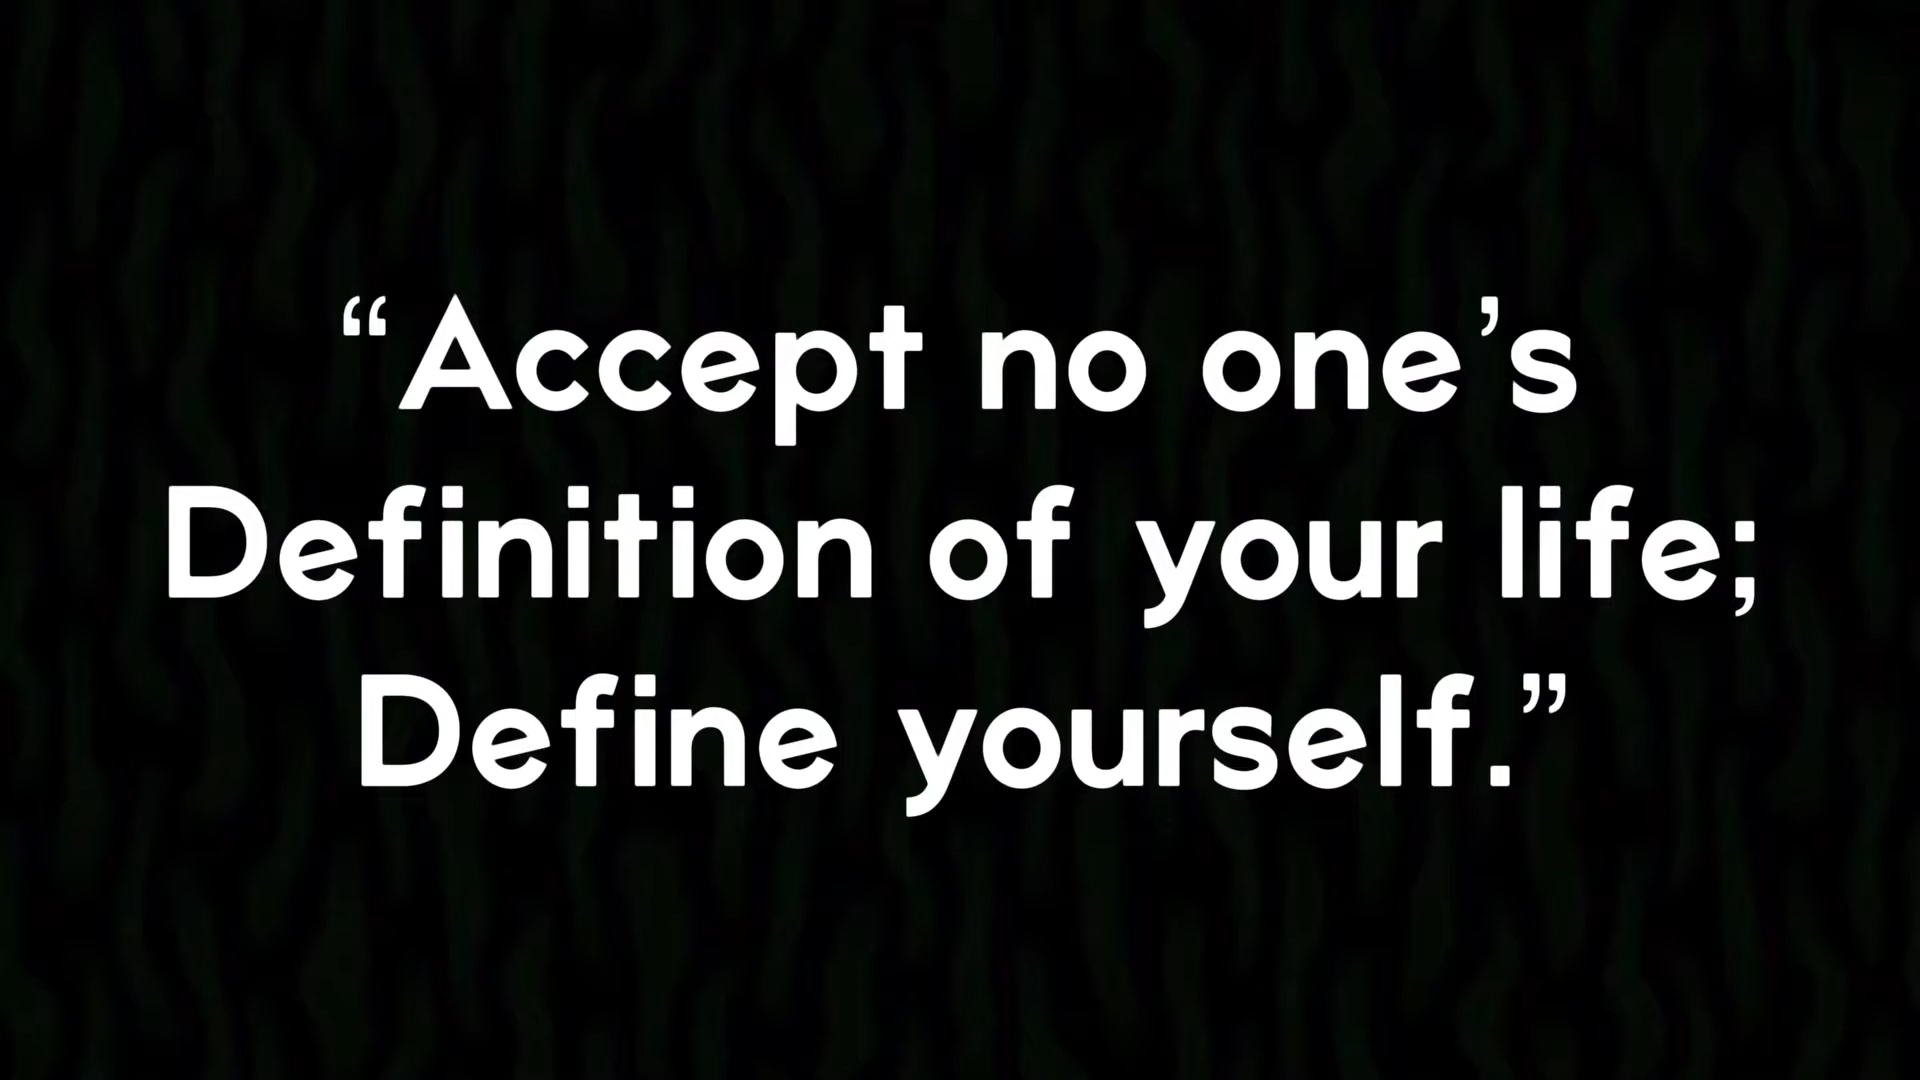 “Accept no one’s
Definition of your life;
Define yourself.”